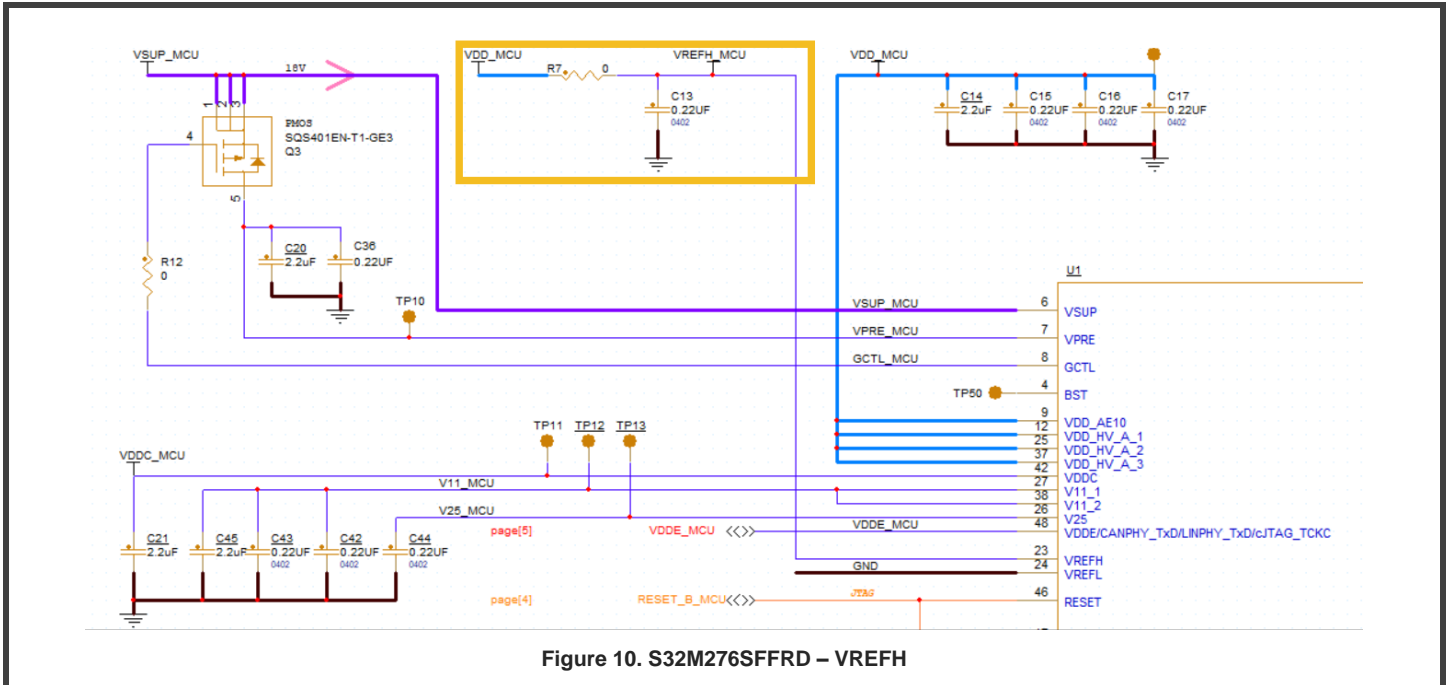 VSUP_MCU
18V
1
2
3
4
PMOS
SQS401EN-T1-GE3
Q3
5
R12
0
C20
2.2uF
C36
0.22UF
TP10
VDD_MCU
R7
0
VREFH_MCU
C13
0.22UF
0402
VDD_MCU
C14
2.2uF
C15
0.22UF
0402
C16
0.22UF
0402
C17
0.22UF
0402
U1
VSUP_MCU
6
VSUP
VPRE_MCU
7
VPRE
GCTL_MCU
8
GCTL
TP50
4
BST
9
VDD_AE10
12
VDD_HV_A_1
25
VDD_HV_A_2
37
VDD_HV_A_3
42
VDDC
27
V11_1
38
V11_2
26
V25
48
VDDE/CANPHY_TxD/LINPHY_TxD/cJTAG_TCKC
TP11
TP12
TP13
VDDC_MCU
V11_MCU
V25_MCU
page[5]
VDDE_MCU
VDDE_MCU
C21
2.2uF
C45
2.2uF
C43
0.22UF
0402
C42
0.22UF
0402
C44
0.22UF
0402
23
VREFH
GND
24
VREFL
page[4]
RESET_B_MCU
JTAG
46
RESET
Figure 10. S32M276SFFRD – VREFH